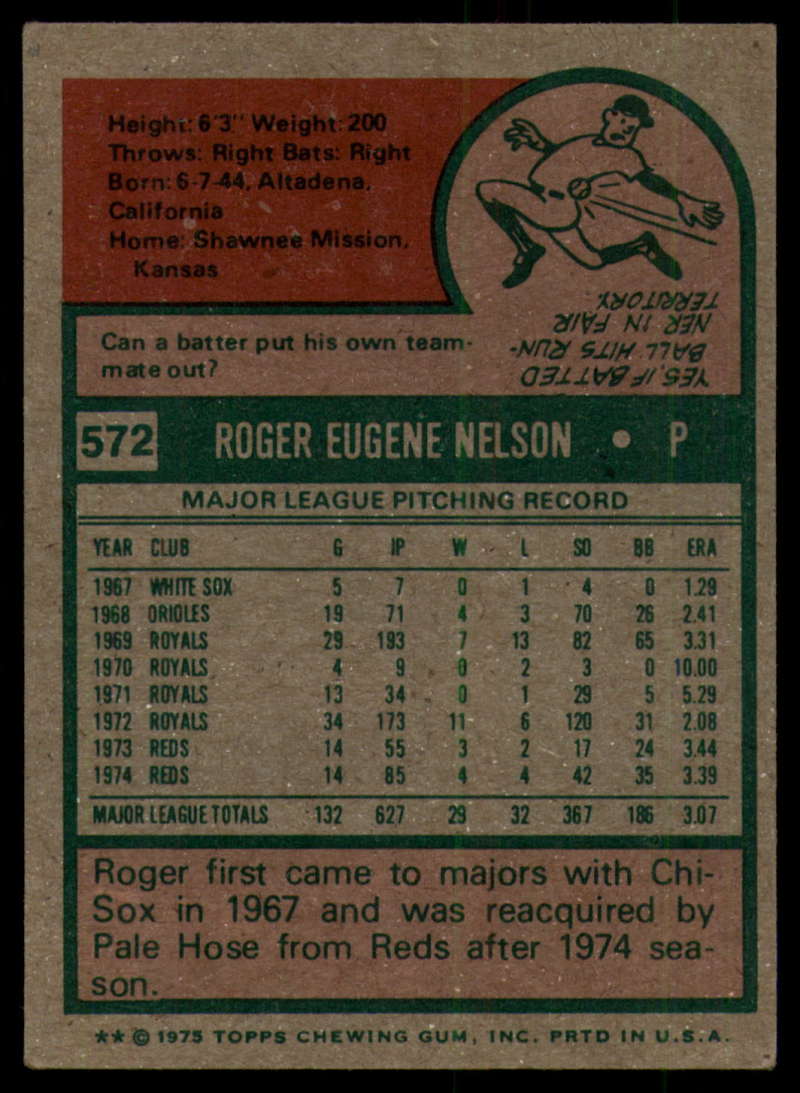 Height: 6'3" Weight: 200
Throws: Right Bats: Right
Born: 6-7-44, Altadena,
California
Home: Shawnee Mission,
Kansas
Can a batter put his own team-
mate out?
YES, IF BATTED
BALL HITS RUN-
NER IN FAIR
TERRITORY.
572 ROGER EUGENE NELSON • P
MAJOR LEAGUE PITCHING RECORD
YEAR CLUB G IP W L SO BB ERA
1967 WHITE SOX 5 7 0 1 4 0 1.29
1968 ORIOLES 19 71 4 3 70 26 2.41
1969 ROYALS 29 193 7 13 82 65 3.31
1970 ROYALS 4 9 0 2 3 0 10.00
1971 ROYALS 13 34 0 1 29 5 5.29
1972 ROYALS 34 173 11 6 120 31 2.08
1973 REDS 14 55 3 2 17 24 3.44
1974 REDS 14 85 4 4 42 35 3.39
MAJOR LEAGUE TOTALS 132 627 29 32 367 186 3.07
Roger first came to majors with Chi-
Sox in 1967 and was reacquired by
Pale Hose from Reds after 1974 sea-
son.
** © 1975 TOPPS CHEWING GUM, INC. PRTD IN U.S.A.